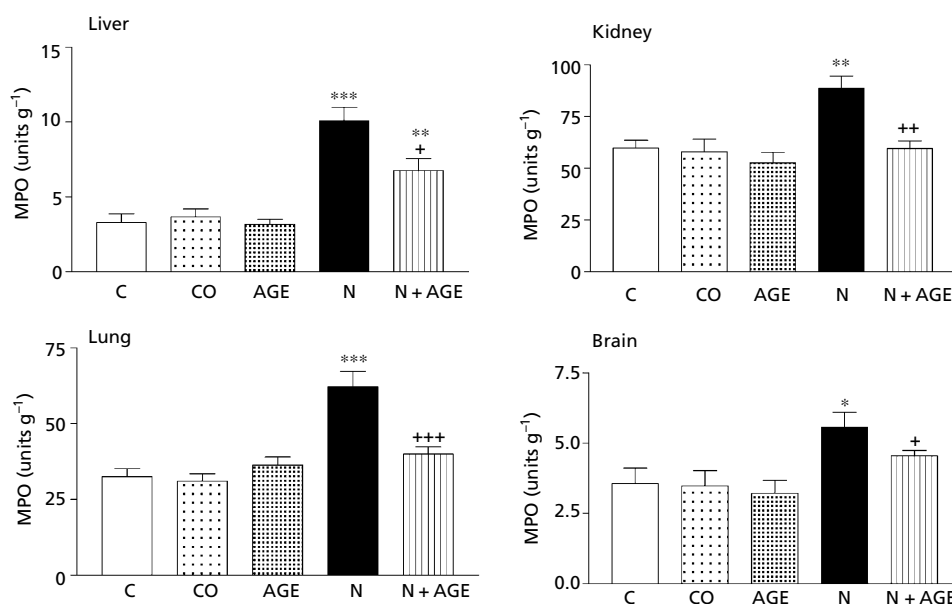 Liver
MPO (units g⁻¹)
15
10
5
0
***
**
+
C CO AGE N N + AGE
Kidney
MPO (units g⁻¹)
100
75
50
25
0
**
++
C CO AGE N N + AGE
Lung
MPO (units g⁻¹)
75
50
25
0
***
+++
C CO AGE N N + AGE
Brain
MPO (units g⁻¹)
7.5
5.0
2.5
0.0
*
+
C CO AGE N N + AGE